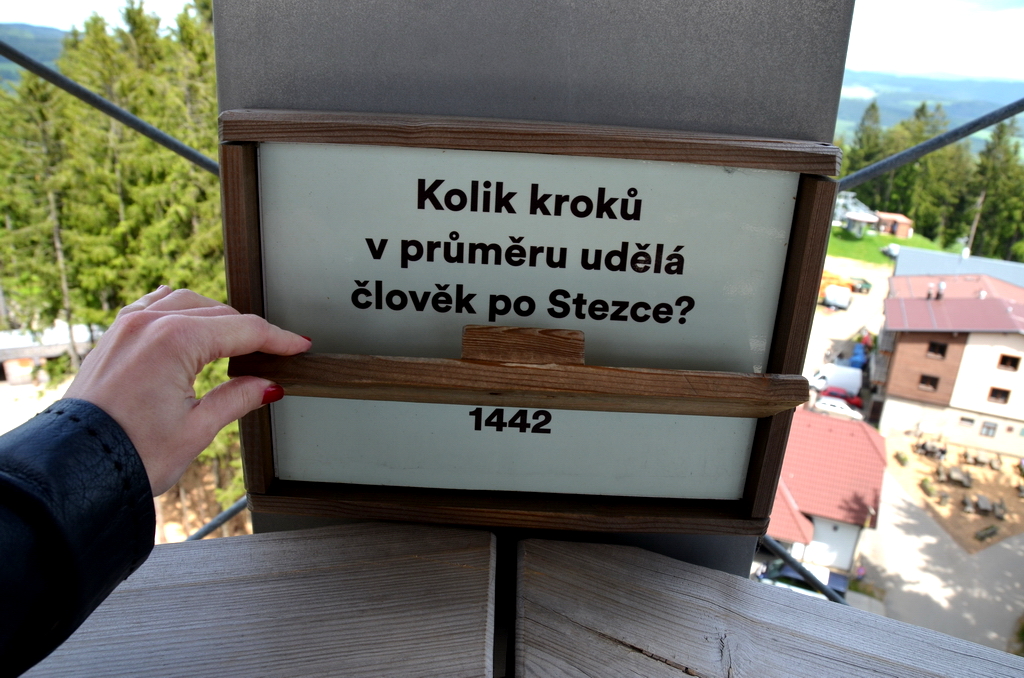 Kolik kroků
v průměru udělá
člověk po Stezce?
1442